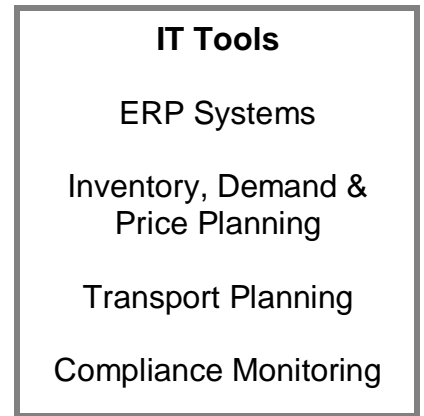 IT Tools
ERP Systems
Inventory, Demand &
Price Planning
Transport Planning
Compliance Monitoring